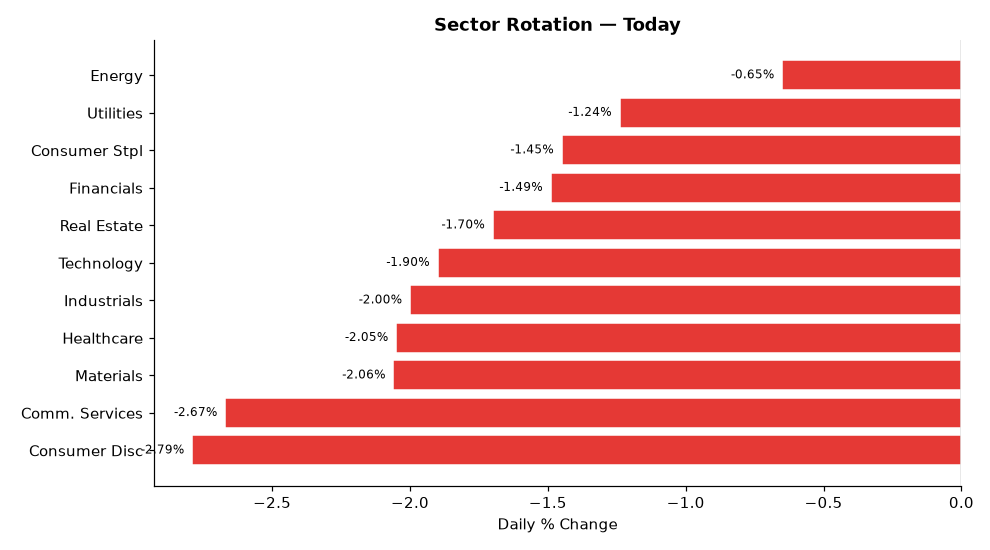 Sector Rotation — Today
Energy -0.65%
Utilities -1.24%
Consumer Stpl -1.45%
Financials -1.49%
Real Estate -1.70%
Technology -1.90%
Industrials -2.00%
Healthcare -2.05%
Materials -2.06%
Comm. Services -2.67%
Consumer Disc -2.79%
−2.5 −2.0 −1.5 −1.0 −0.5 0.0
Daily % Change